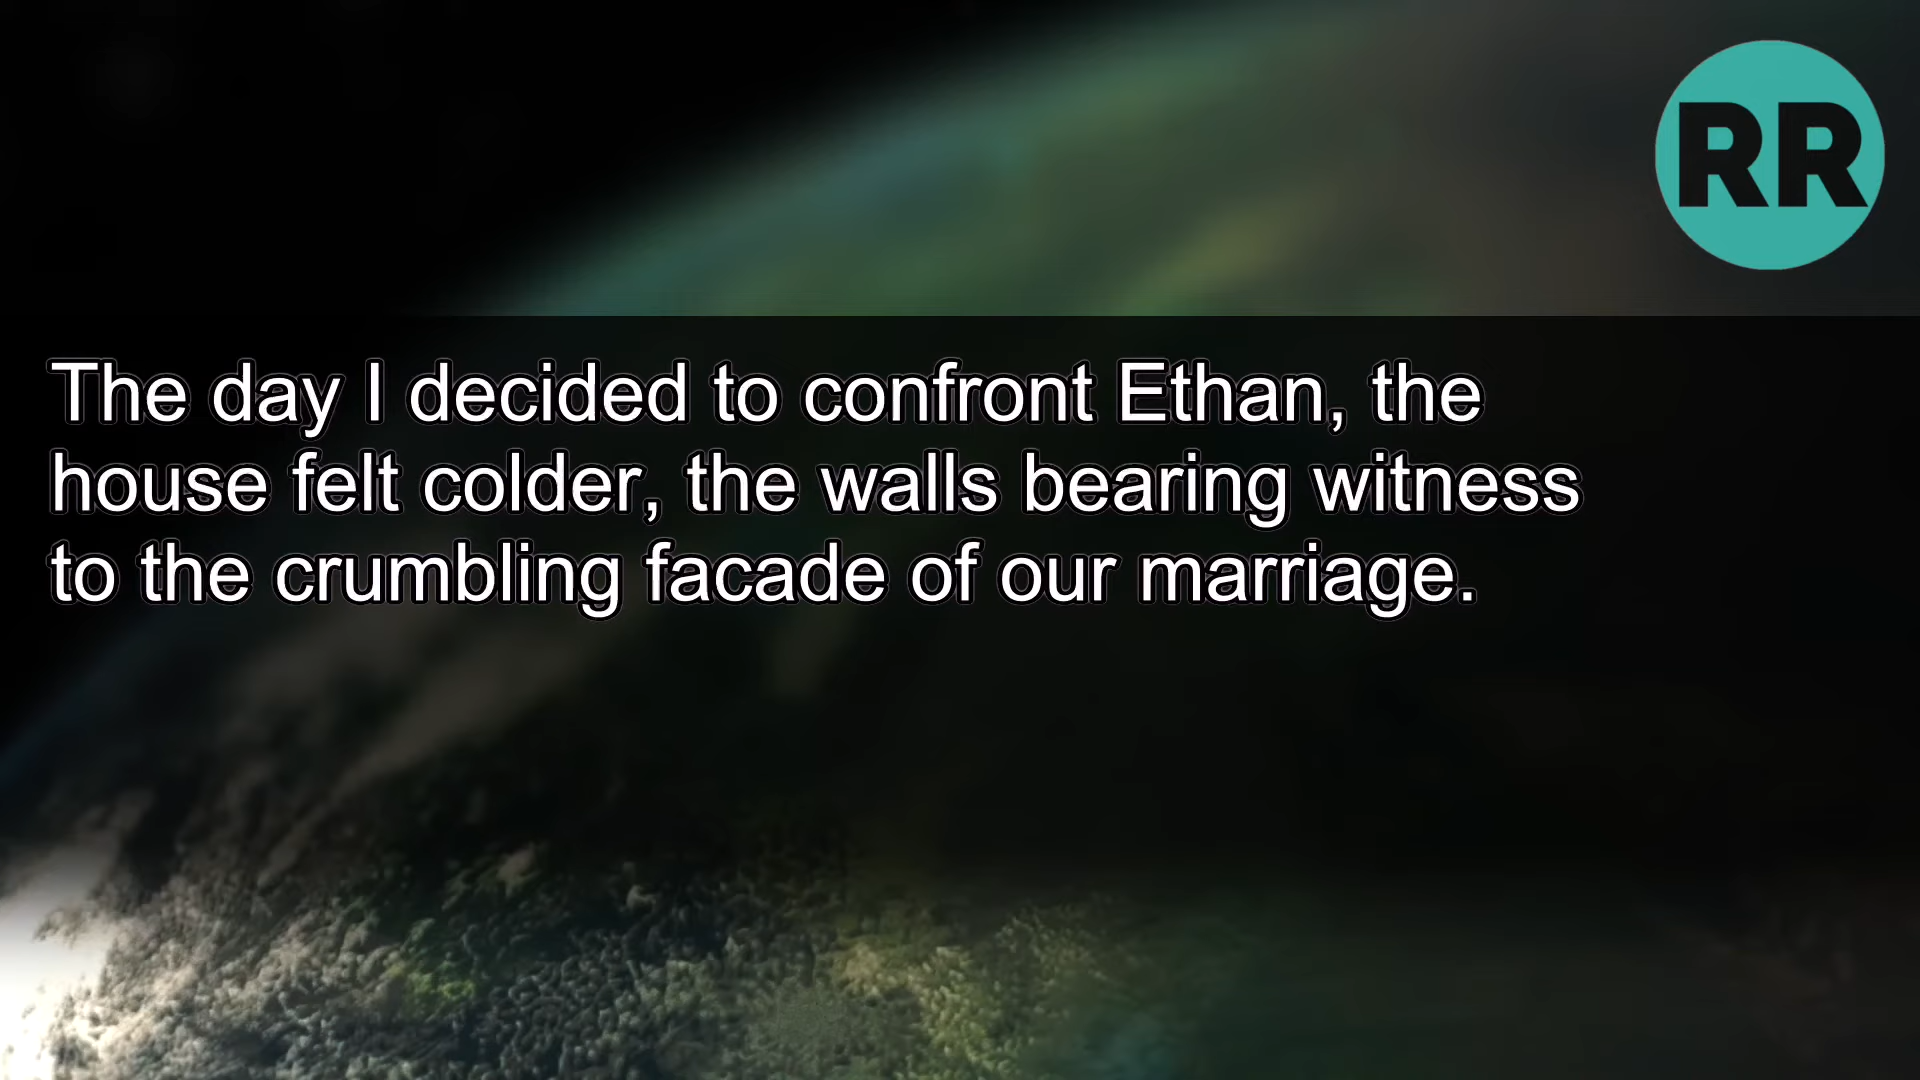 RR
The day I decided to confront Ethan, the
house felt colder, the walls bearing witness
to the crumbling facade of our marriage.